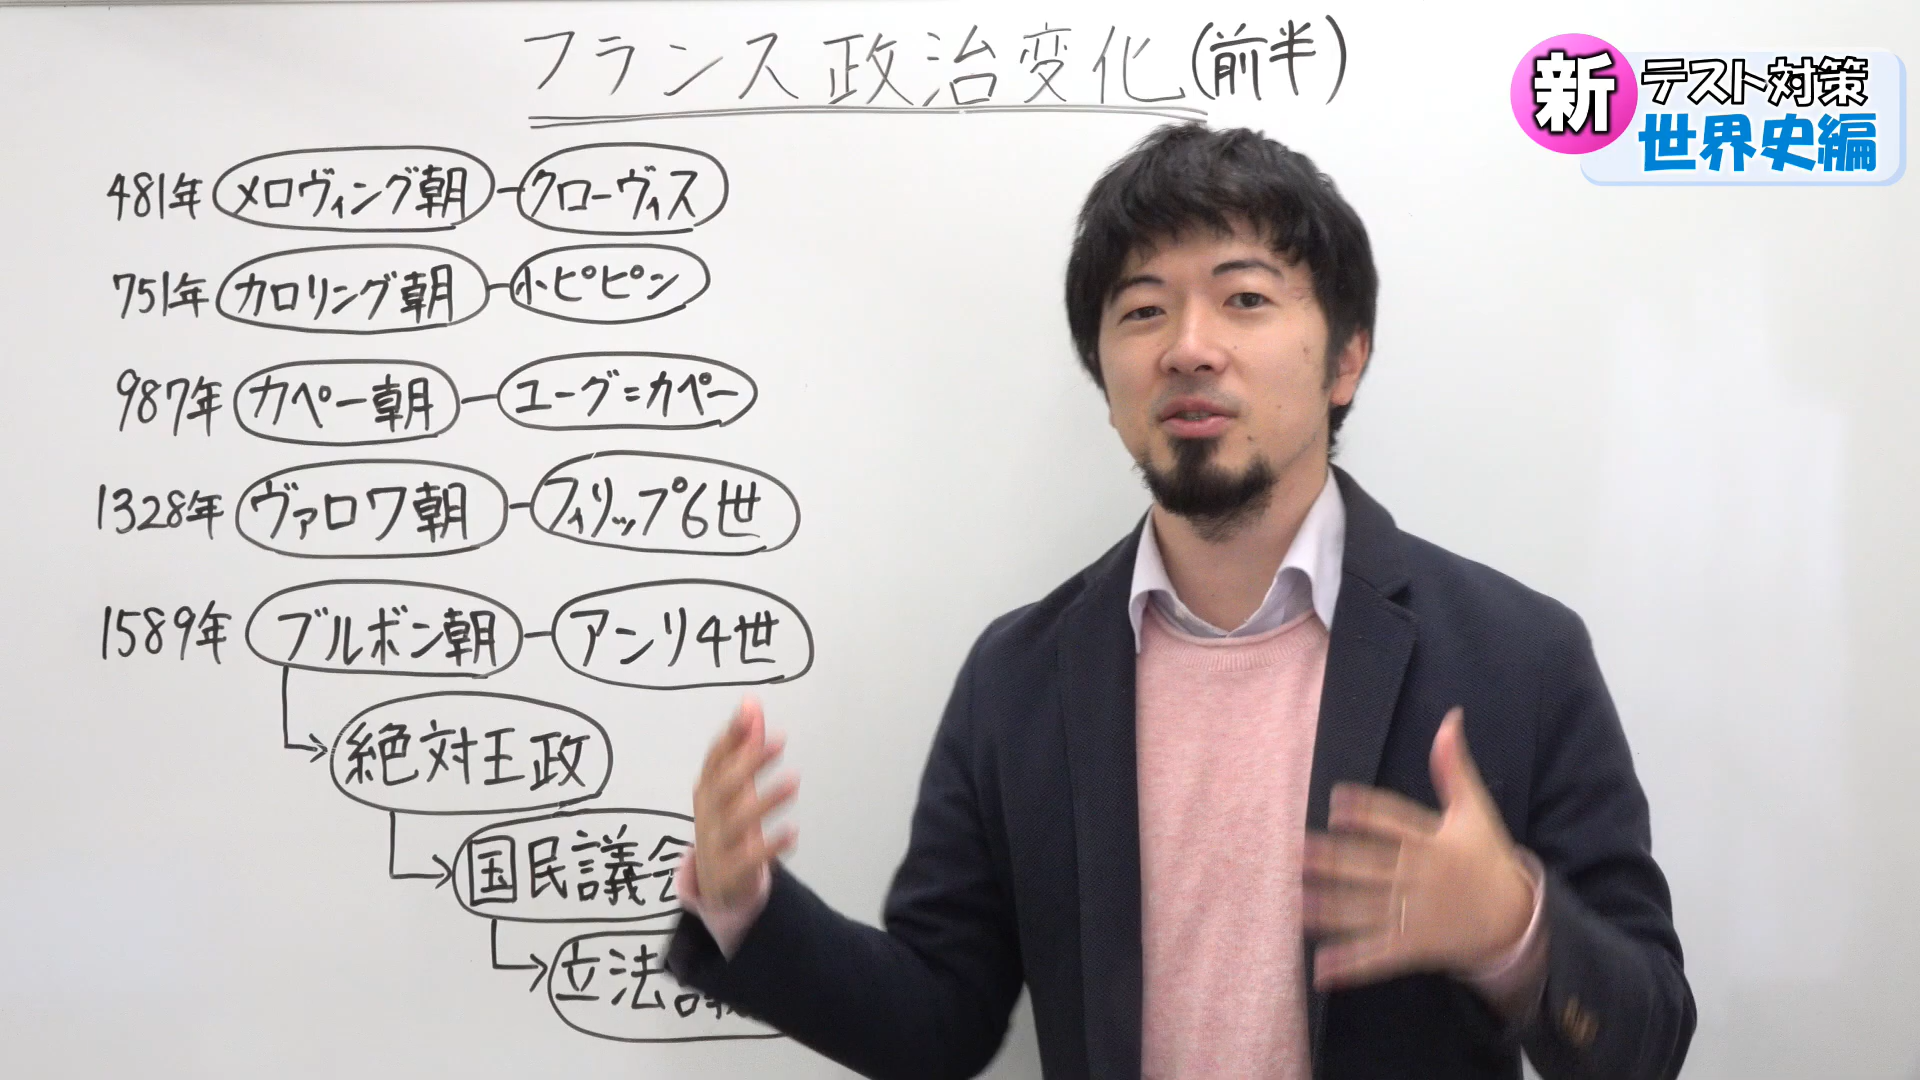 フランス政治変化(前半)
新
テスト対策
世界史編
481年 メロヴィング朝-クローヴィス
751年 カロリング朝-小ピピン
987年 カペー朝-ユーグ=カペー
1328年 ヴァロワ朝-フィリップ6世
1589年 ブルボン朝-アンリ4世
絶対王政
国民議会
立法議